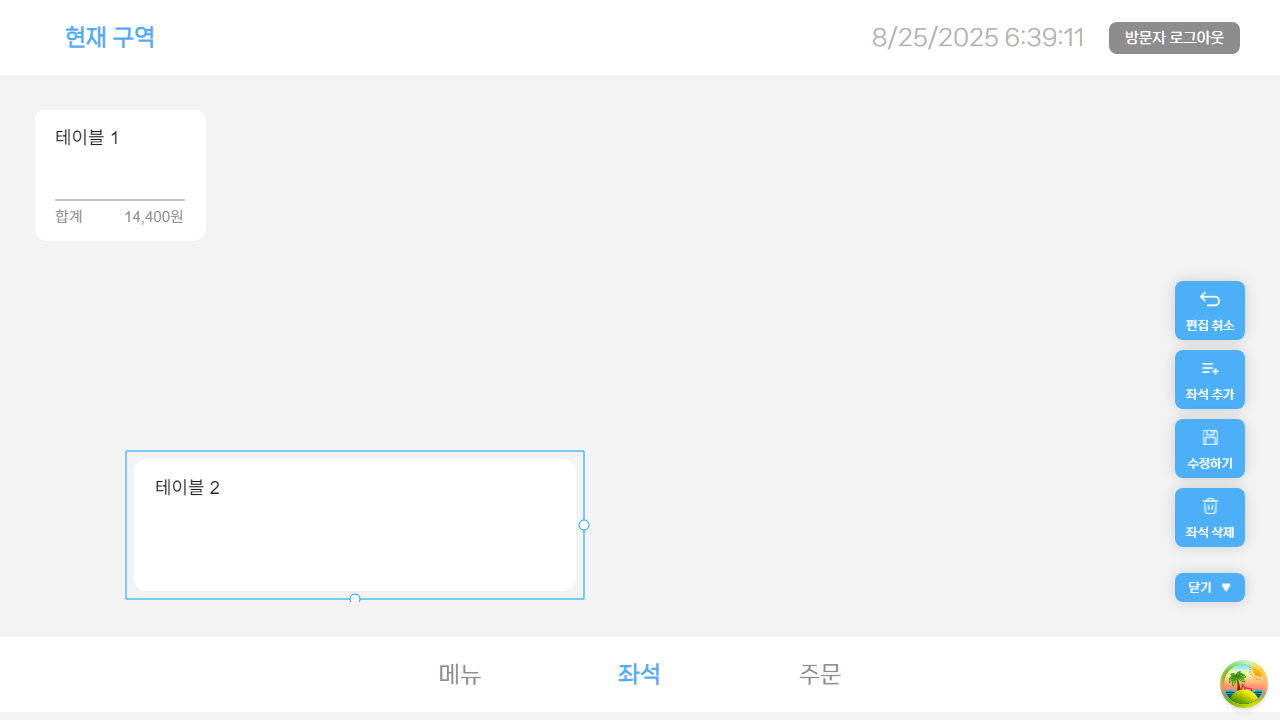 현재 구역
8/25/2025 6:39:11
방문자 로그아웃
테이블 1
합계 14,400원
편집 취소
좌석 추가
수정하기
좌석 삭제
닫기 ▼
테이블 2
메뉴 좌석 주문